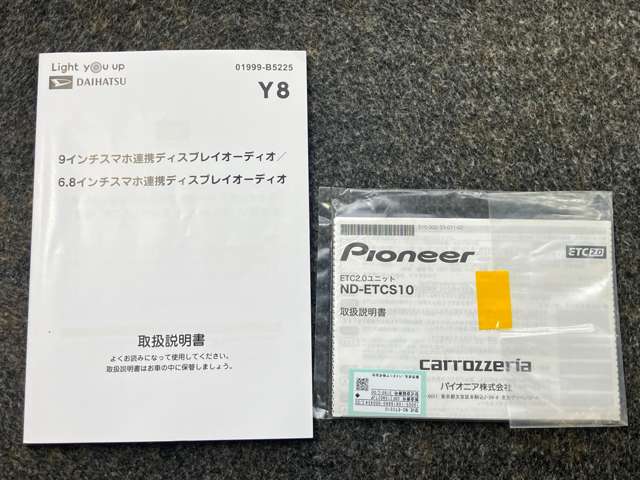 Light you up
DAIHATSU
01999-B5225
Y8
9インチスマホ連携ディスプレイオーディオ/
6.8インチスマホ連携ディスプレイオーディオ
取扱説明書
よくお読みになって使用してください。
取扱説明書はお車の中に保管しましょう。
Pioneer
ETC2.0
ETC2.0ユニット
ND-ETCS10
取扱説明書
carrozzeria
パイオニア株式会社